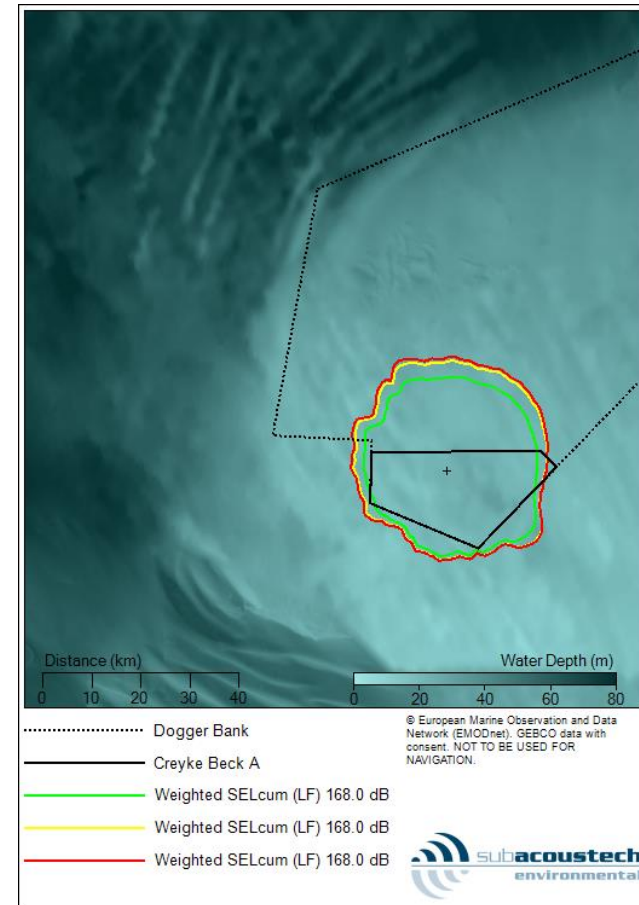 Distance (km)
0 10 20 30 40
Water Depth (m)
0 20 40 60 80
Dogger Bank
Creyke Beck A
Weighted SELcum (LF) 168.0 dB
Weighted SELcum (LF) 168.0 dB
Weighted SELcum (LF) 168.0 dB
© European Marine Observation and Data
Network (EMODnet). GEBCO data with
consent. NOT TO BE USED FOR
NAVIGATION.
subacoustech
environmental